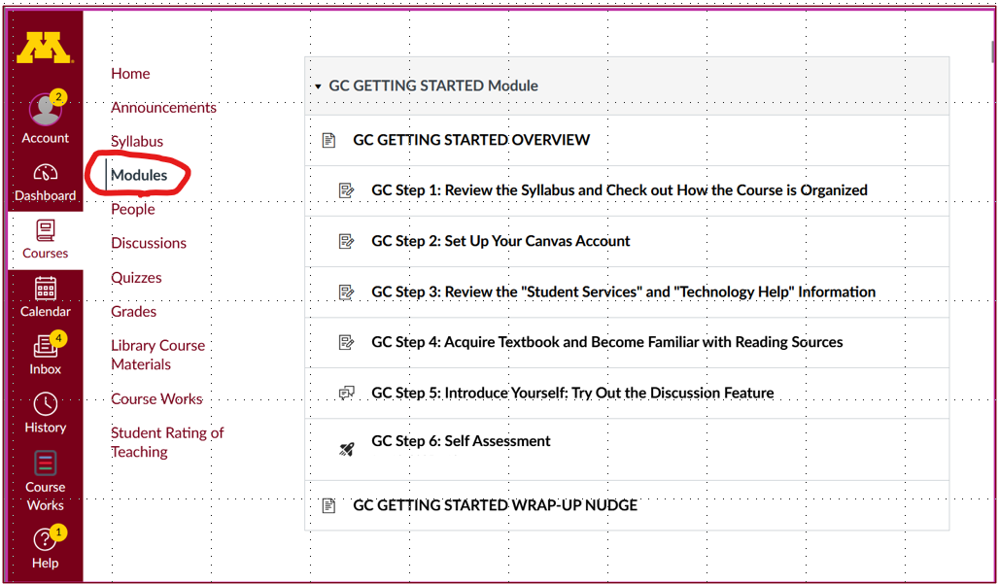 M
2
Account
Dashboard
Courses
Calendar
4
Inbox
History
Course
Works
1
Help
Home
Announcements
Syllabus
Modules
People
Discussions
Quizzes
Grades
Library Course
Materials
Course Works
Student Rating of
Teaching
GC GETTING STARTED Module
GC GETTING STARTED OVERVIEW
GC Step 1: Review the Syllabus and Check out How the Course is Organized
GC Step 2: Set Up Your Canvas Account
GC Step 3: Review the "Student Services" and "Technology Help" Information
GC Step 4: Acquire Textbook and Become Familiar with Reading Sources
GC Step 5: Introduce Yourself: Try Out the Discussion Feature
GC Step 6: Self Assessment
GC GETTING STARTED WRAP-UP NUDGE